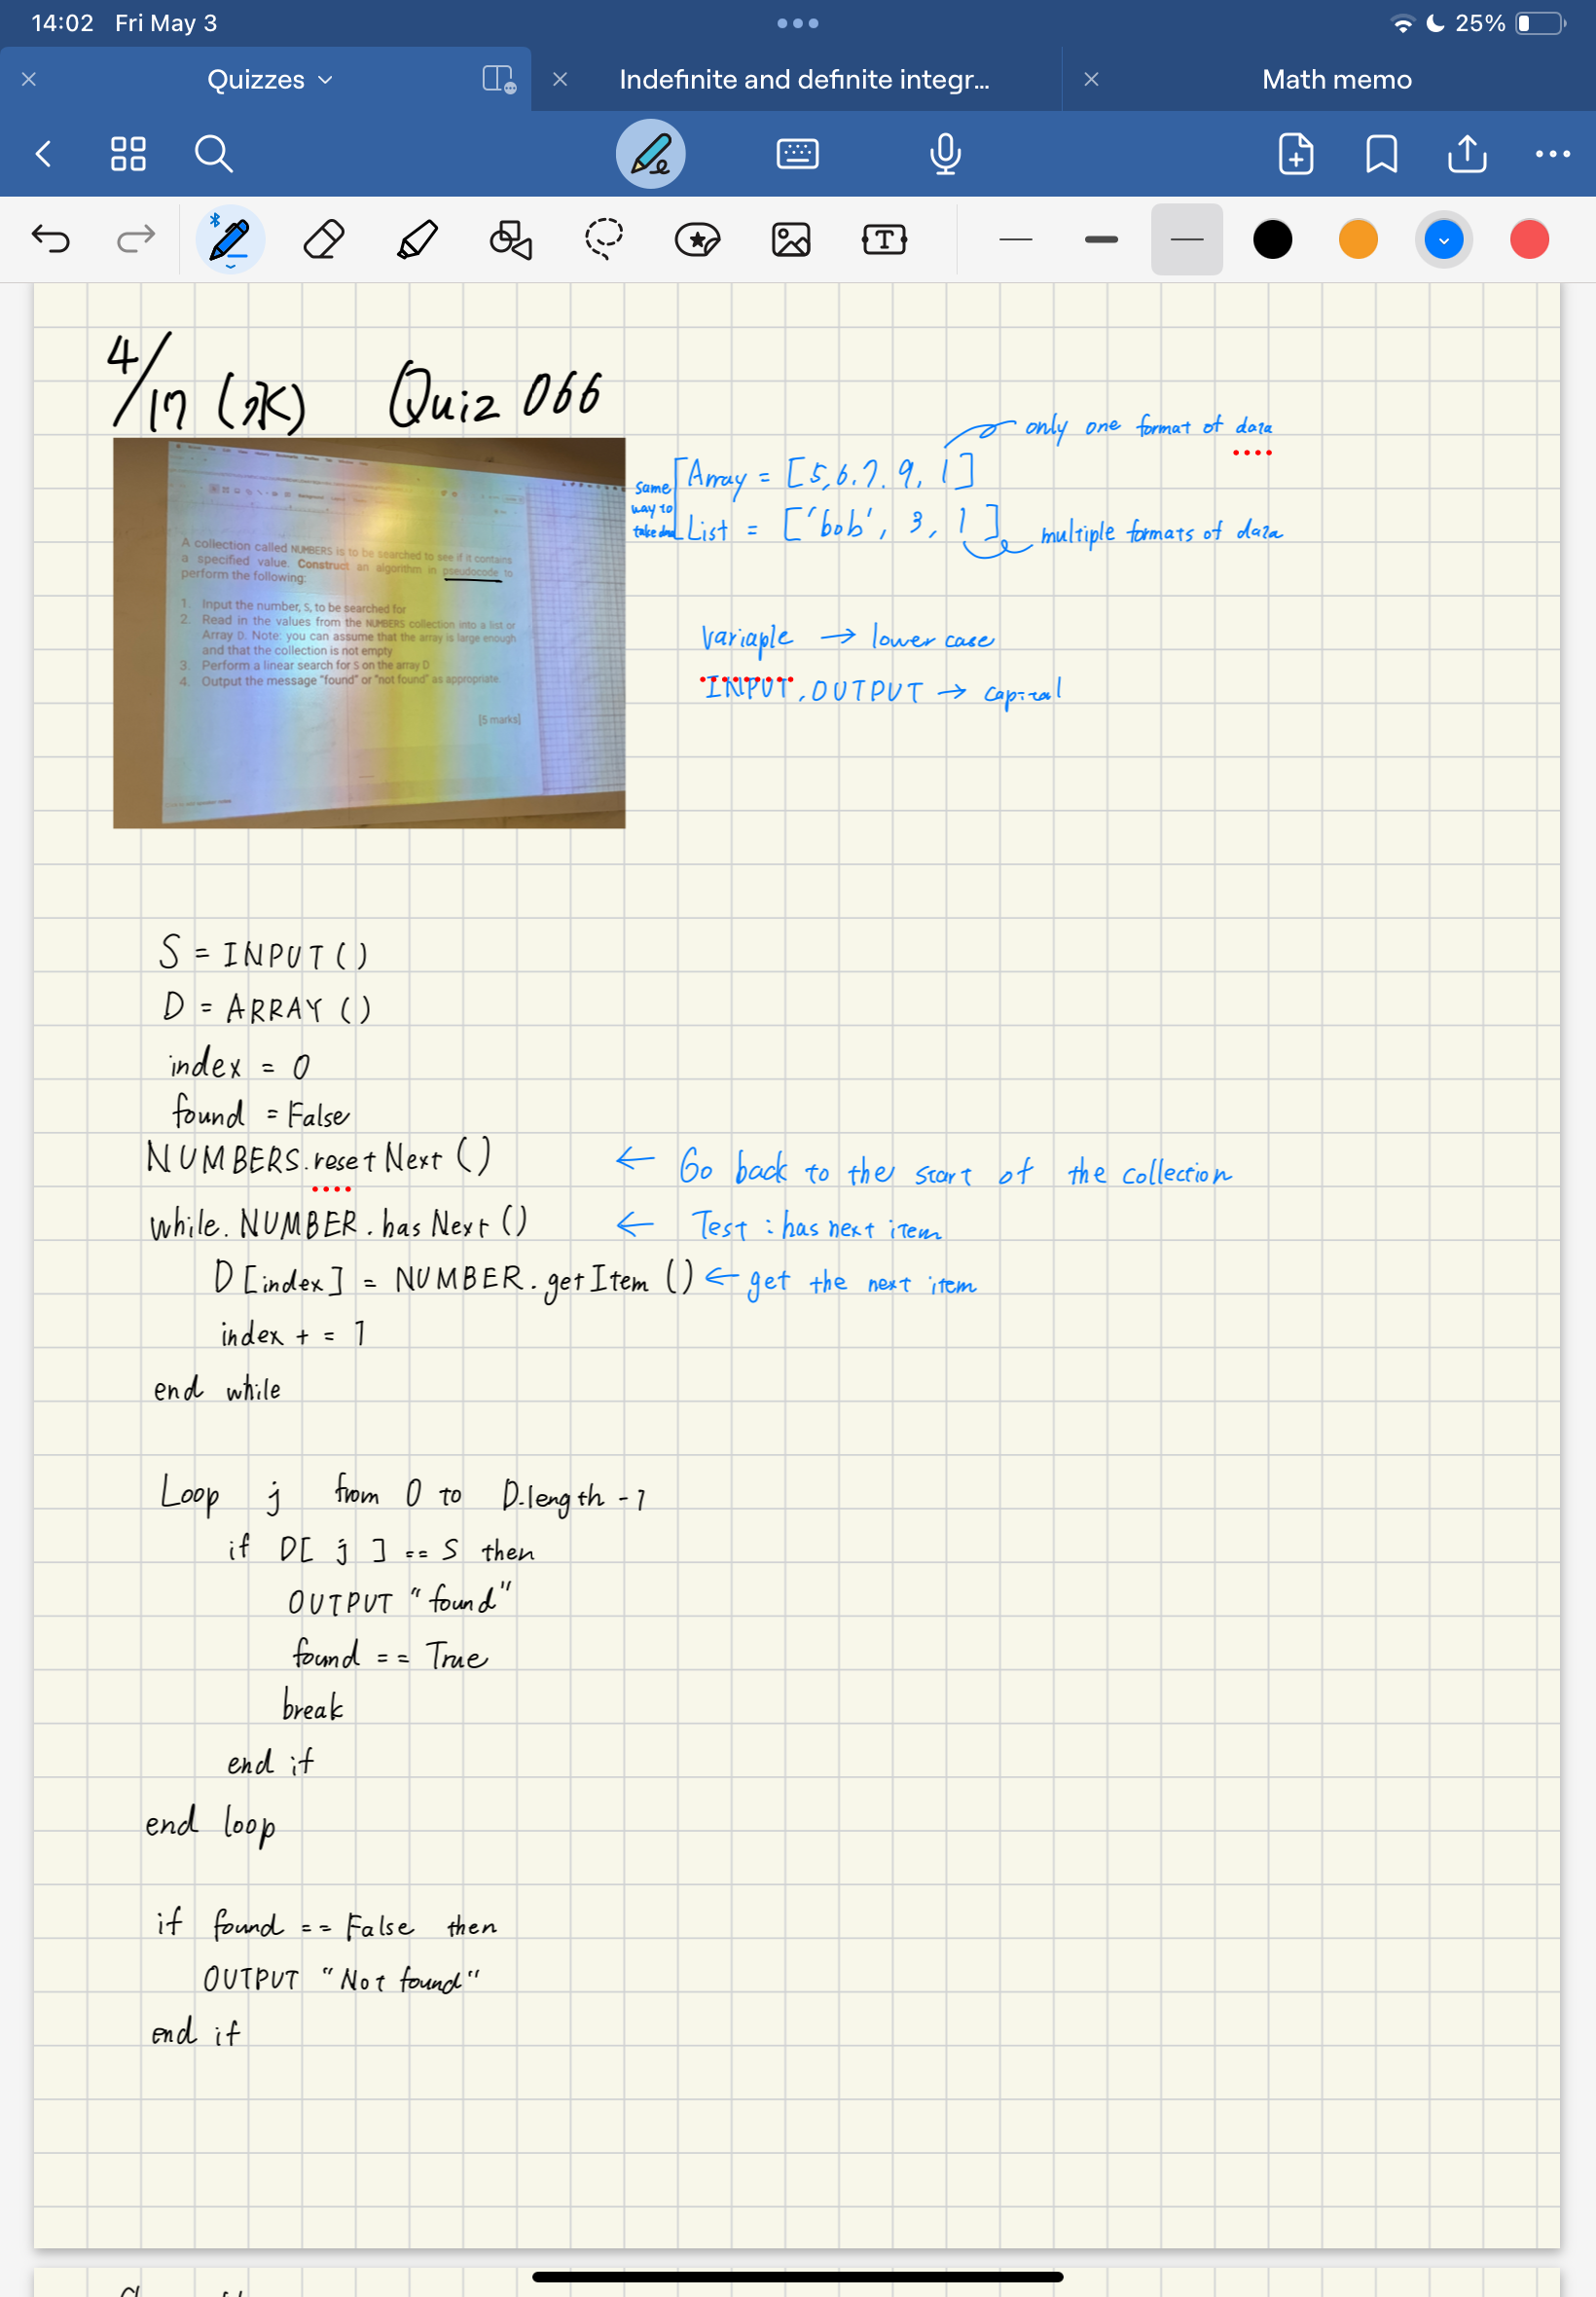 14:02 Fri May 3
25%
Quizzes
Indefinite and definite integr...
Math memo
4/17 (水) Quiz 066
A collection called NUMBERS is to be searched to see if it contains
a specified value. Construct an algorithm in pseudocode to
perform the following:
1. Input the number, S, to be searched for
2. Read in the values from the NUMBERS collection into a list or
Array D. Note: you can assume that the array is large enough
and that the collection is not empty
3. Perform a linear search for S on the array D
4. Output the message "found" or "not found" as appropriate
[5 marks]
only one format of data
same
way to
take
Array = [5,6.7.9, 1]
List = ['bob', 3, 1]
multiple formats of data
variaple → lower case
INPUT, OUTPUT → capital
S = INPUT ()
D = ARRAY ()
index = 0
found = False
NUMBERS.resetNext () ← Go back to the start of the collection
while. NUMBER. hasNext () ← Test : has next item
D [index] = NUMBER. getItem () ← get the next item
index + = 1
end while
Loop j from 0 to D.length - 1
if D[ j ] == S then
OUTPUT "found"
found == True
break
end if
end loop
if found == False then
OUTPUT "Not found"
end if